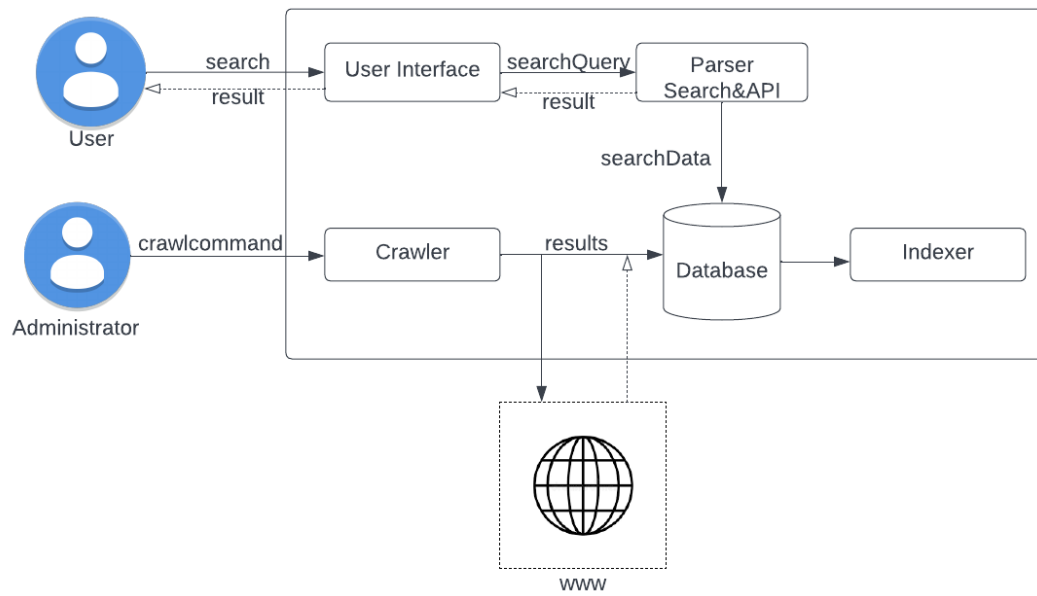 search
User Interface
searchQuery
Parser
Search&API
result
result
User
searchData
crawlcommand
Crawler
results
Database
Indexer
Administrator
www